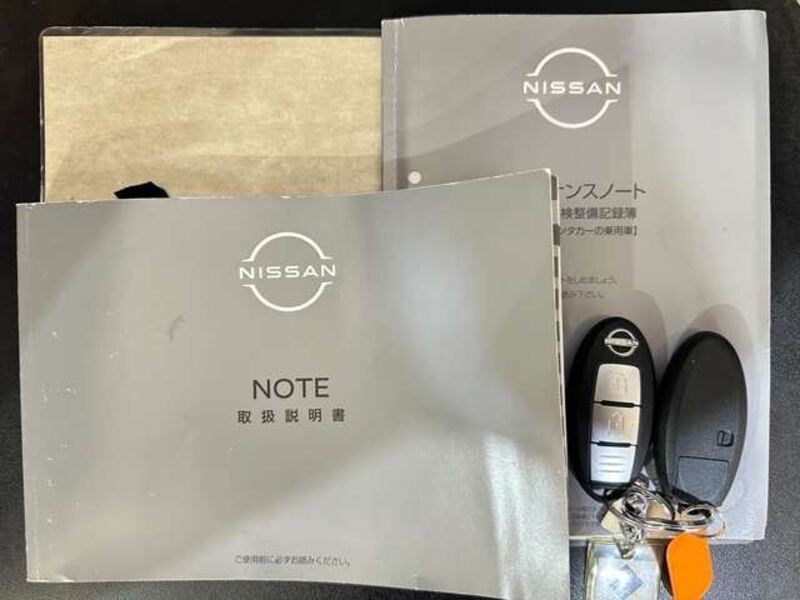 NISSAN
ンスノート
検整備記録簿
ンタカーの乗用車】
NISSAN
NOTE
取扱説明書
ご使用前に必ずお読みください。
NISSAN